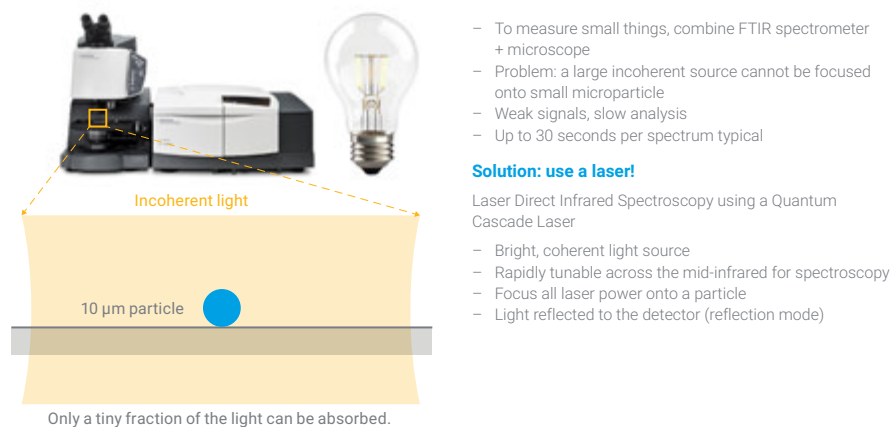 Incoherent light
10 µm particle
Only a tiny fraction of the light can be absorbed.
– To measure small things, combine FTIR spectrometer
+ microscope
– Problem: a large incoherent source cannot be focused
onto small microparticle
– Weak signals, slow analysis
– Up to 30 seconds per spectrum typical
Solution: use a laser!
Laser Direct Infrared Spectroscopy using a Quantum
Cascade Laser
– Bright, coherent light source
– Rapidly tunable across the mid-infrared for spectroscopy
– Focus all laser power onto a particle
– Light reflected to the detector (reflection mode)